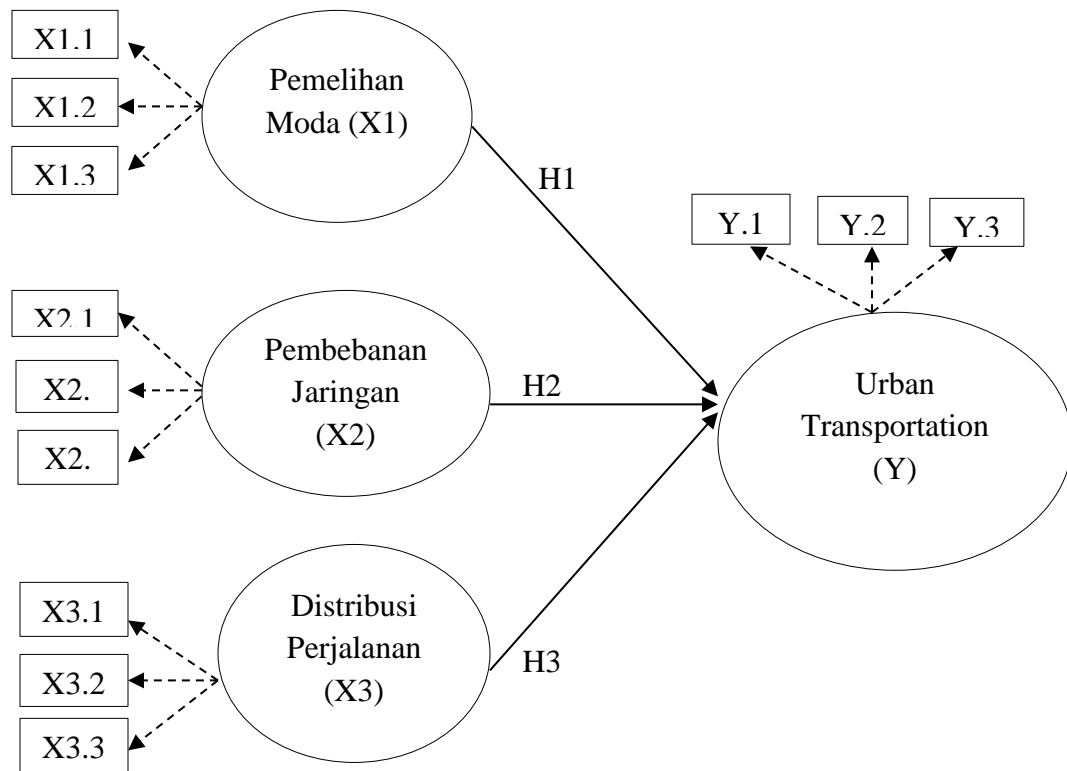 X1.1
X1.2
X1.3
Pemelihan
Moda (X1)
H1
Y.1
Y.2
Y.3
X2.1
X2.
X2.
Pembebanan
Jaringan
(X2)
H2
Urban
Transportation
(Y)
X3.1
X3.2
X3.3
Distribusi
Perjalanan
(X3)
H3